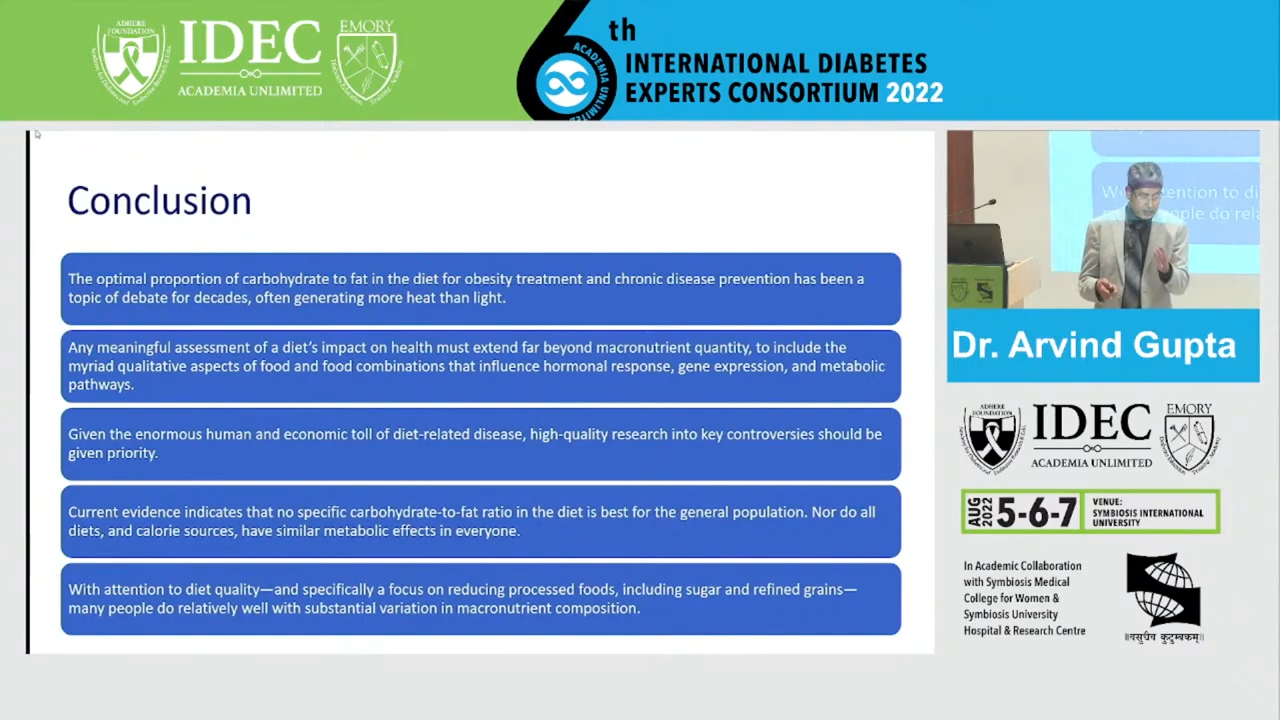 ADHERE
FOUNDATION
IDEC
ACADEMIA UNLIMITED
EMORY
6th
INTERNATIONAL DIABETES
EXPERTS CONSORTIUM 2022
ACADEMIA UNLIMITED
Conclusion
The optimal proportion of carbohydrate to fat in the diet for obesity treatment and chronic disease prevention has been a
topic of debate for decades, often generating more heat than light.
Any meaningful assessment of a diet's impact on health must extend far beyond macronutrient quantity, to include the
myriad qualitative aspects of food and food combinations that influence hormonal response, gene expression, and metabolic
pathways.
Given the enormous human and economic toll of diet-related disease, high-quality research into key controversies should be
given priority.
Current evidence indicates that no specific carbohydrate-to-fat ratio in the diet is best for the general population. Nor do all
diets, and calorie sources, have similar metabolic effects in everyone.
With attention to diet quality—and specifically a focus on reducing processed foods, including sugar and refined grains—
many people do relatively well with substantial variation in macronutrient composition.
Dr. Arvind Gupta
ADHERE
FOUNDATION
IDEC
ACADEMIA UNLIMITED
EMORY
AUG
2022
5-6-7
VENUE:
SYMBIOSIS INTERNATIONAL
UNIVERSITY
In Academic Collaboration
with Symbiosis Medical
College for Women &
Symbiosis University
Hospital & Research Centre
॥वसुधैव कुटुम्बकम्॥